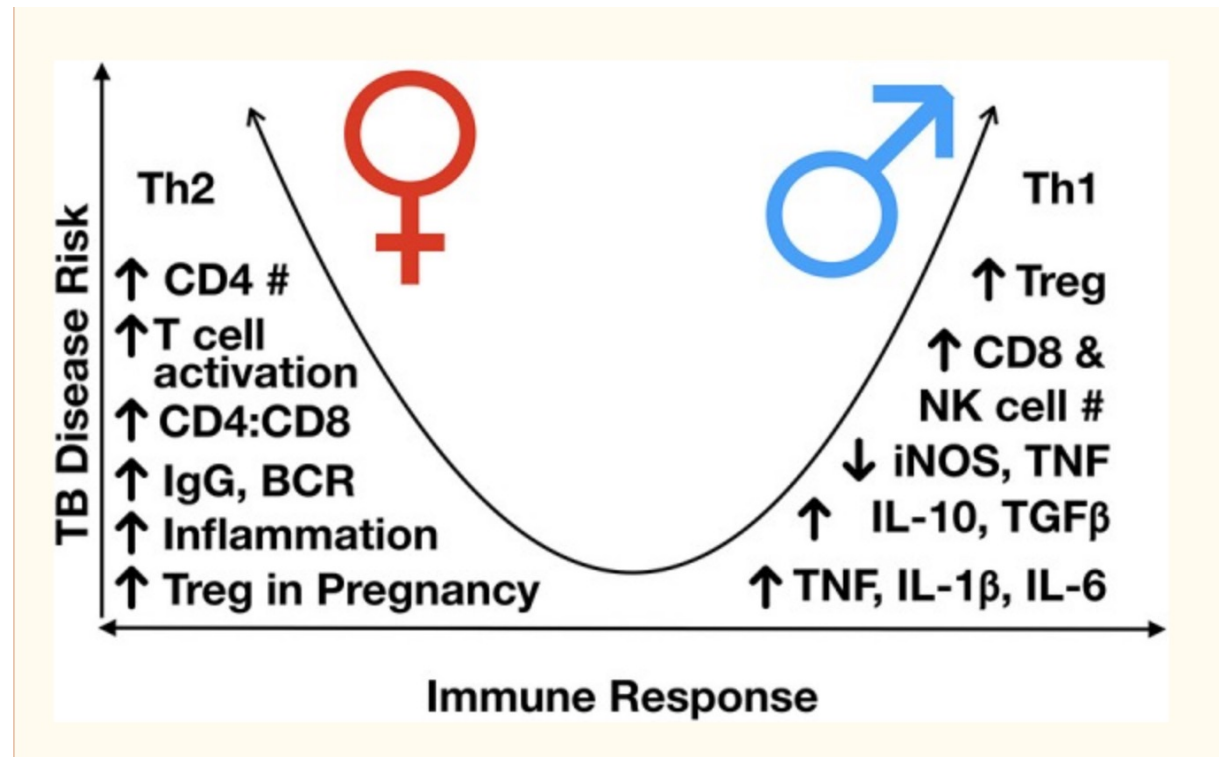 TB Disease Risk
Th2
↑ CD4 #
↑ T cell
activation
↑ CD4:CD8
↑ IgG, BCR
↑ Inflammation
↑ Treg in Pregnancy
Th1
↑ Treg
↑ CD8 &
NK cell #
↓ iNOS, TNF
↑ IL-10, TGFβ
↑ TNF, IL-1β, IL-6
Immune Response